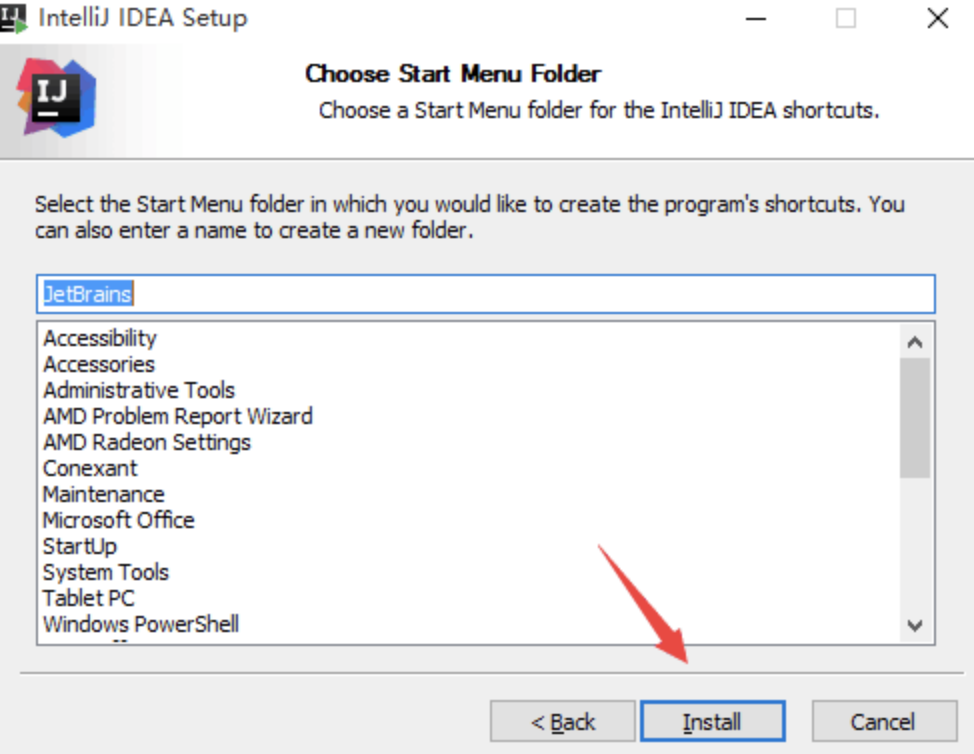 IntelliJ IDEA Setup
IJ
Choose Start Menu Folder
Choose a Start Menu folder for the IntelliJ IDEA shortcuts.
Select the Start Menu folder in which you would like to create the program's shortcuts. You
can also enter a name to create a new folder.
JetBrains
Accessibility
Accessories
Administrative Tools
AMD Problem Report Wizard
AMD Radeon Settings
Conexant
Maintenance
Microsoft Office
StartUp
System Tools
Tablet PC
Windows PowerShell
< Back
Install
Cancel